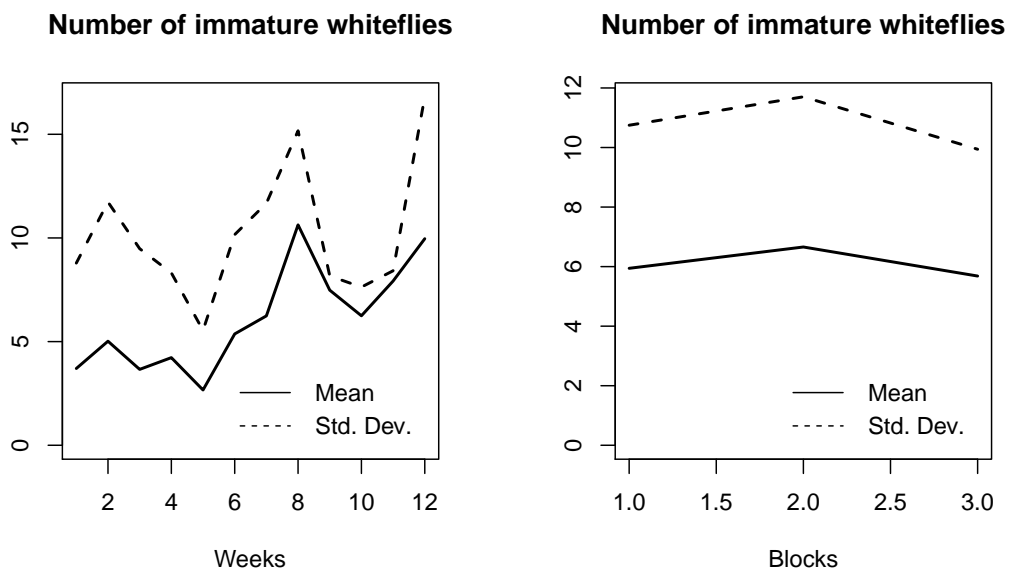 Number of immature whiteflies
15
10
5
0
Mean
Std. Dev.
2 4 6 8 10 12
Weeks
Number of immature whiteflies
12
10
8
6
4
2
0
Mean
Std. Dev.
1.0 1.5 2.0 2.5 3.0
Blocks